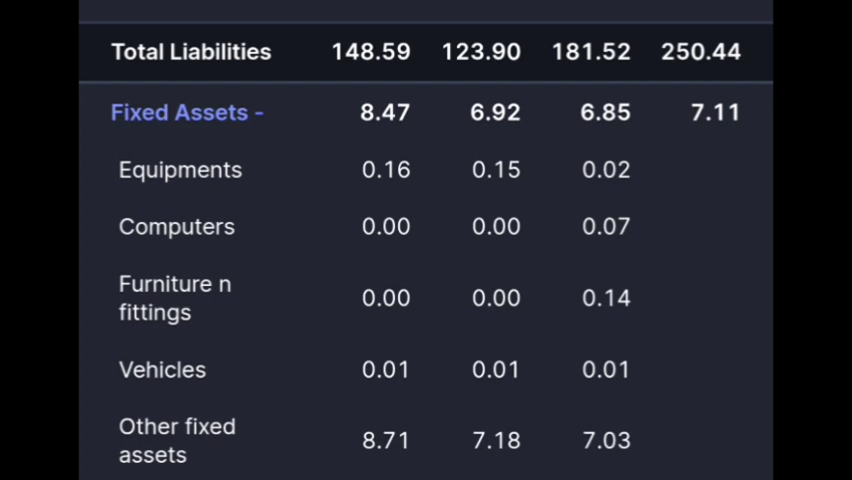 Total Liabilities 148.59 123.90 181.52 250.44
Fixed Assets - 8.47 6.92 6.85 7.11
Equipments 0.16 0.15 0.02
Computers 0.00 0.00 0.07
Furniture n
fittings 0.00 0.00 0.14
Vehicles 0.01 0.01 0.01
Other fixed
assets 8.71 7.18 7.03